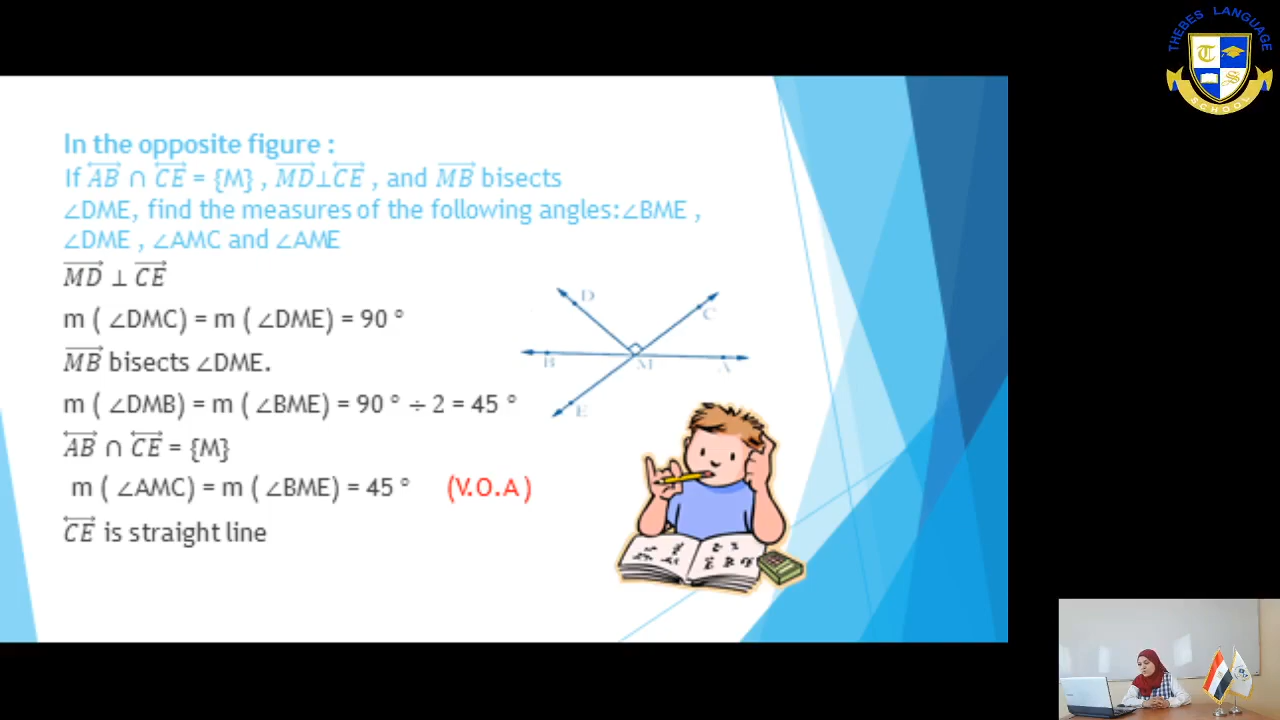 THEBES LANGUAGE
SCHOOL
In the opposite figure :
If AB ∩ CE = {M} , MD⊥CE , and MB bisects
∠DME, find the measures of the following angles:∠BME ,
∠DME , ∠AMC and ∠AME
MD ⊥ CE
m ( ∠DMC) = m ( ∠DME) = 90 °
MB bisects ∠DME.
m ( ∠DMB) = m ( ∠BME) = 90 ° ÷ 2 = 45 °
AB ∩ CE = {M}
m ( ∠AMC) = m ( ∠BME) = 45 ° (V.O.A)
CE is straight line
D
C
B
M
A
E